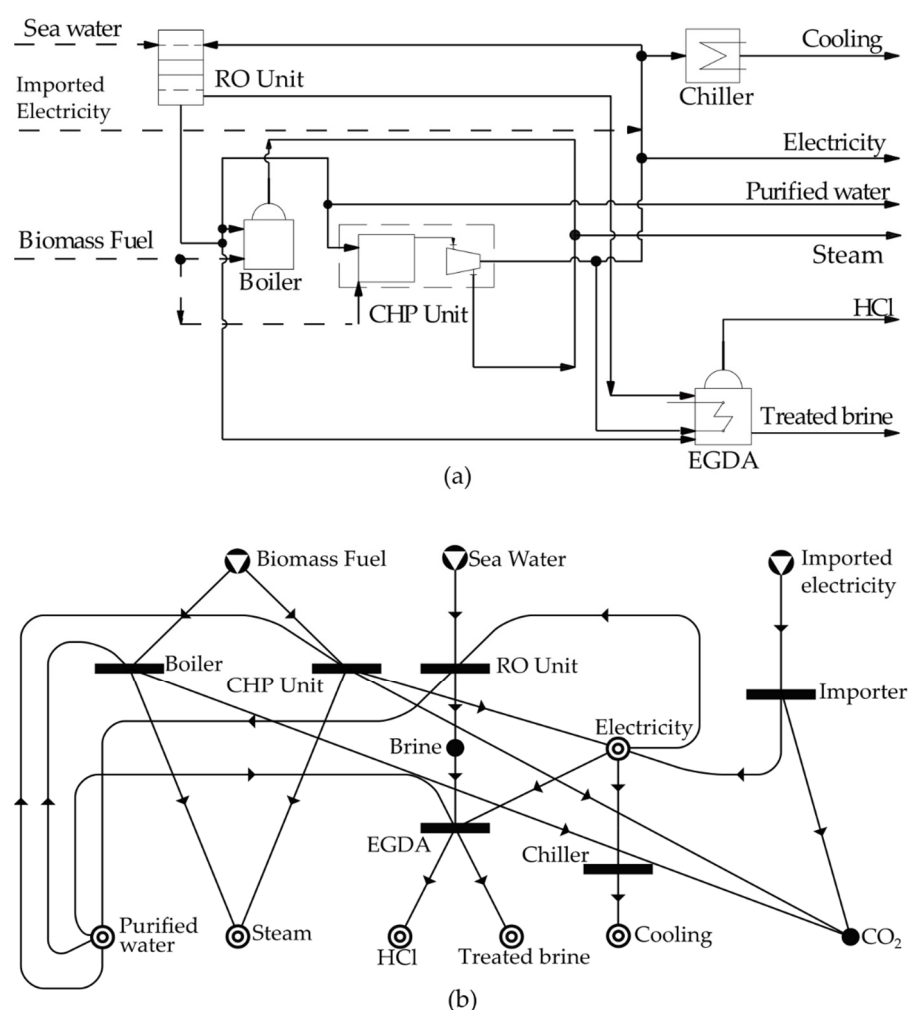 Sea water
Cooling
RO Unit
Imported
Electricity
Chiller
Electricity
Purified water
Biomass Fuel
Boiler
Steam
CHP Unit
HCl
Treated brine
EGDA
(a)
Biomass Fuel
Sea Water
Imported
electricity
Boiler
CHP Unit
RO Unit
Importer
Electricity
Brine
EGDA
Chiller
Purified
water
Steam
HCl
Treated brine
Cooling
CO₂
(b)